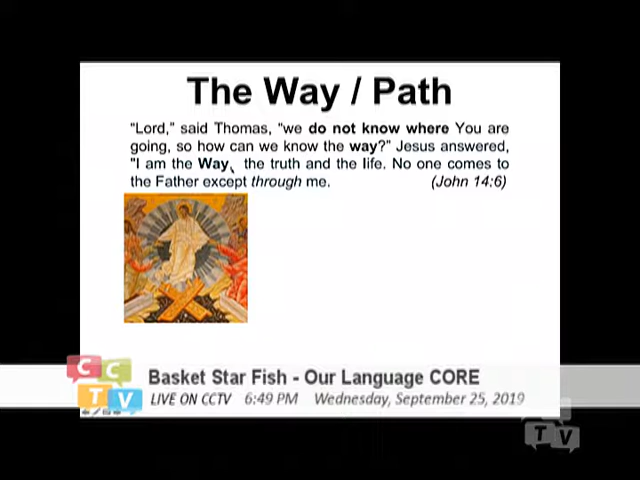 The Way / Path
"Lord," said Thomas, "we do not know where You are
going, so how can we know the way?" Jesus answered,
"I am the Way, the truth and the life. No one comes to
the Father except through me. (John 14:6)
CC
TV
Basket Star Fish - Our Language CORE
LIVE ON CCTV 6:49 PM Wednesday, September 25, 2019
TV